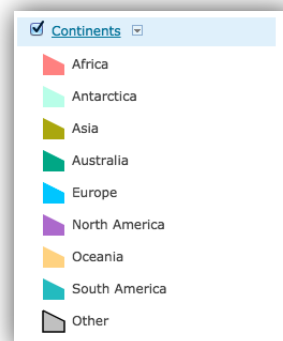 Continents
Africa
Antarctica
Asia
Australia
Europe
North America
Oceania
South America
Other